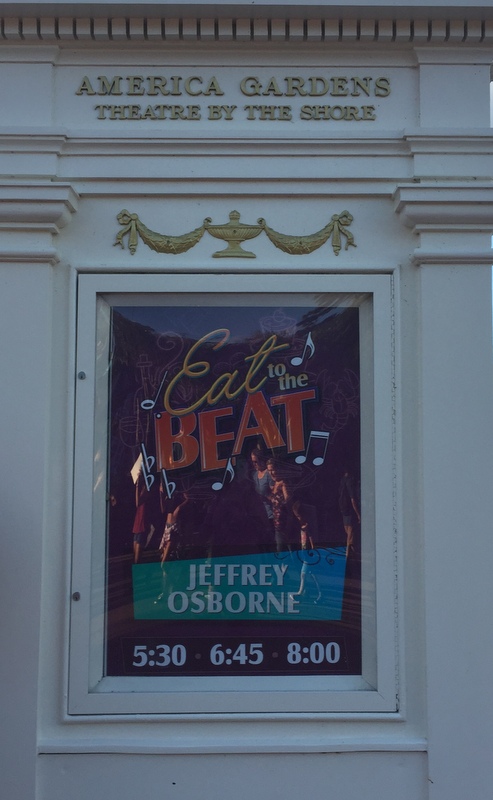 AMERICA GARDENS
THEATRE BY THE SHORE
Eat to the
BEAT
JEFFREY
OSBORNE
5:30 • 6:45 • 8:00